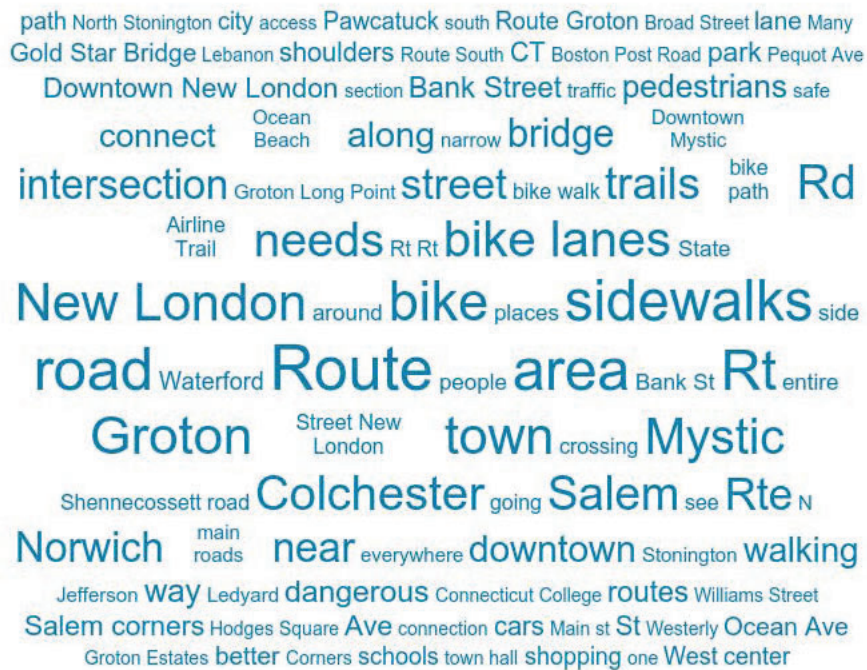 path North Stonington city access Pawcatuck south Route Groton Broad Street lane Many
Gold Star Bridge Lebanon shoulders Route South CT Boston Post Road park Pequot Ave
Downtown New London section Bank Street traffic pedestrians safe
connect Ocean Beach along narrow bridge Downtown Mystic
intersection Groton Long Point street bike walk trails bike path Rd
Airline Trail needs Rt Rt bike lanes State
New London around bike places sidewalks side
road Waterford Route people area Bank St Rt entire
Groton Street New London town crossing Mystic
Shennecossett road Colchester going Salem see Rte N
Norwich main roads near everywhere downtown Stonington walking
Jefferson way Ledyard dangerous Connecticut College routes Williams Street
Salem corners Hodges Square Ave connection cars Main st St Westerly Ocean Ave
Groton Estates better Corners schools town hall shopping one West center